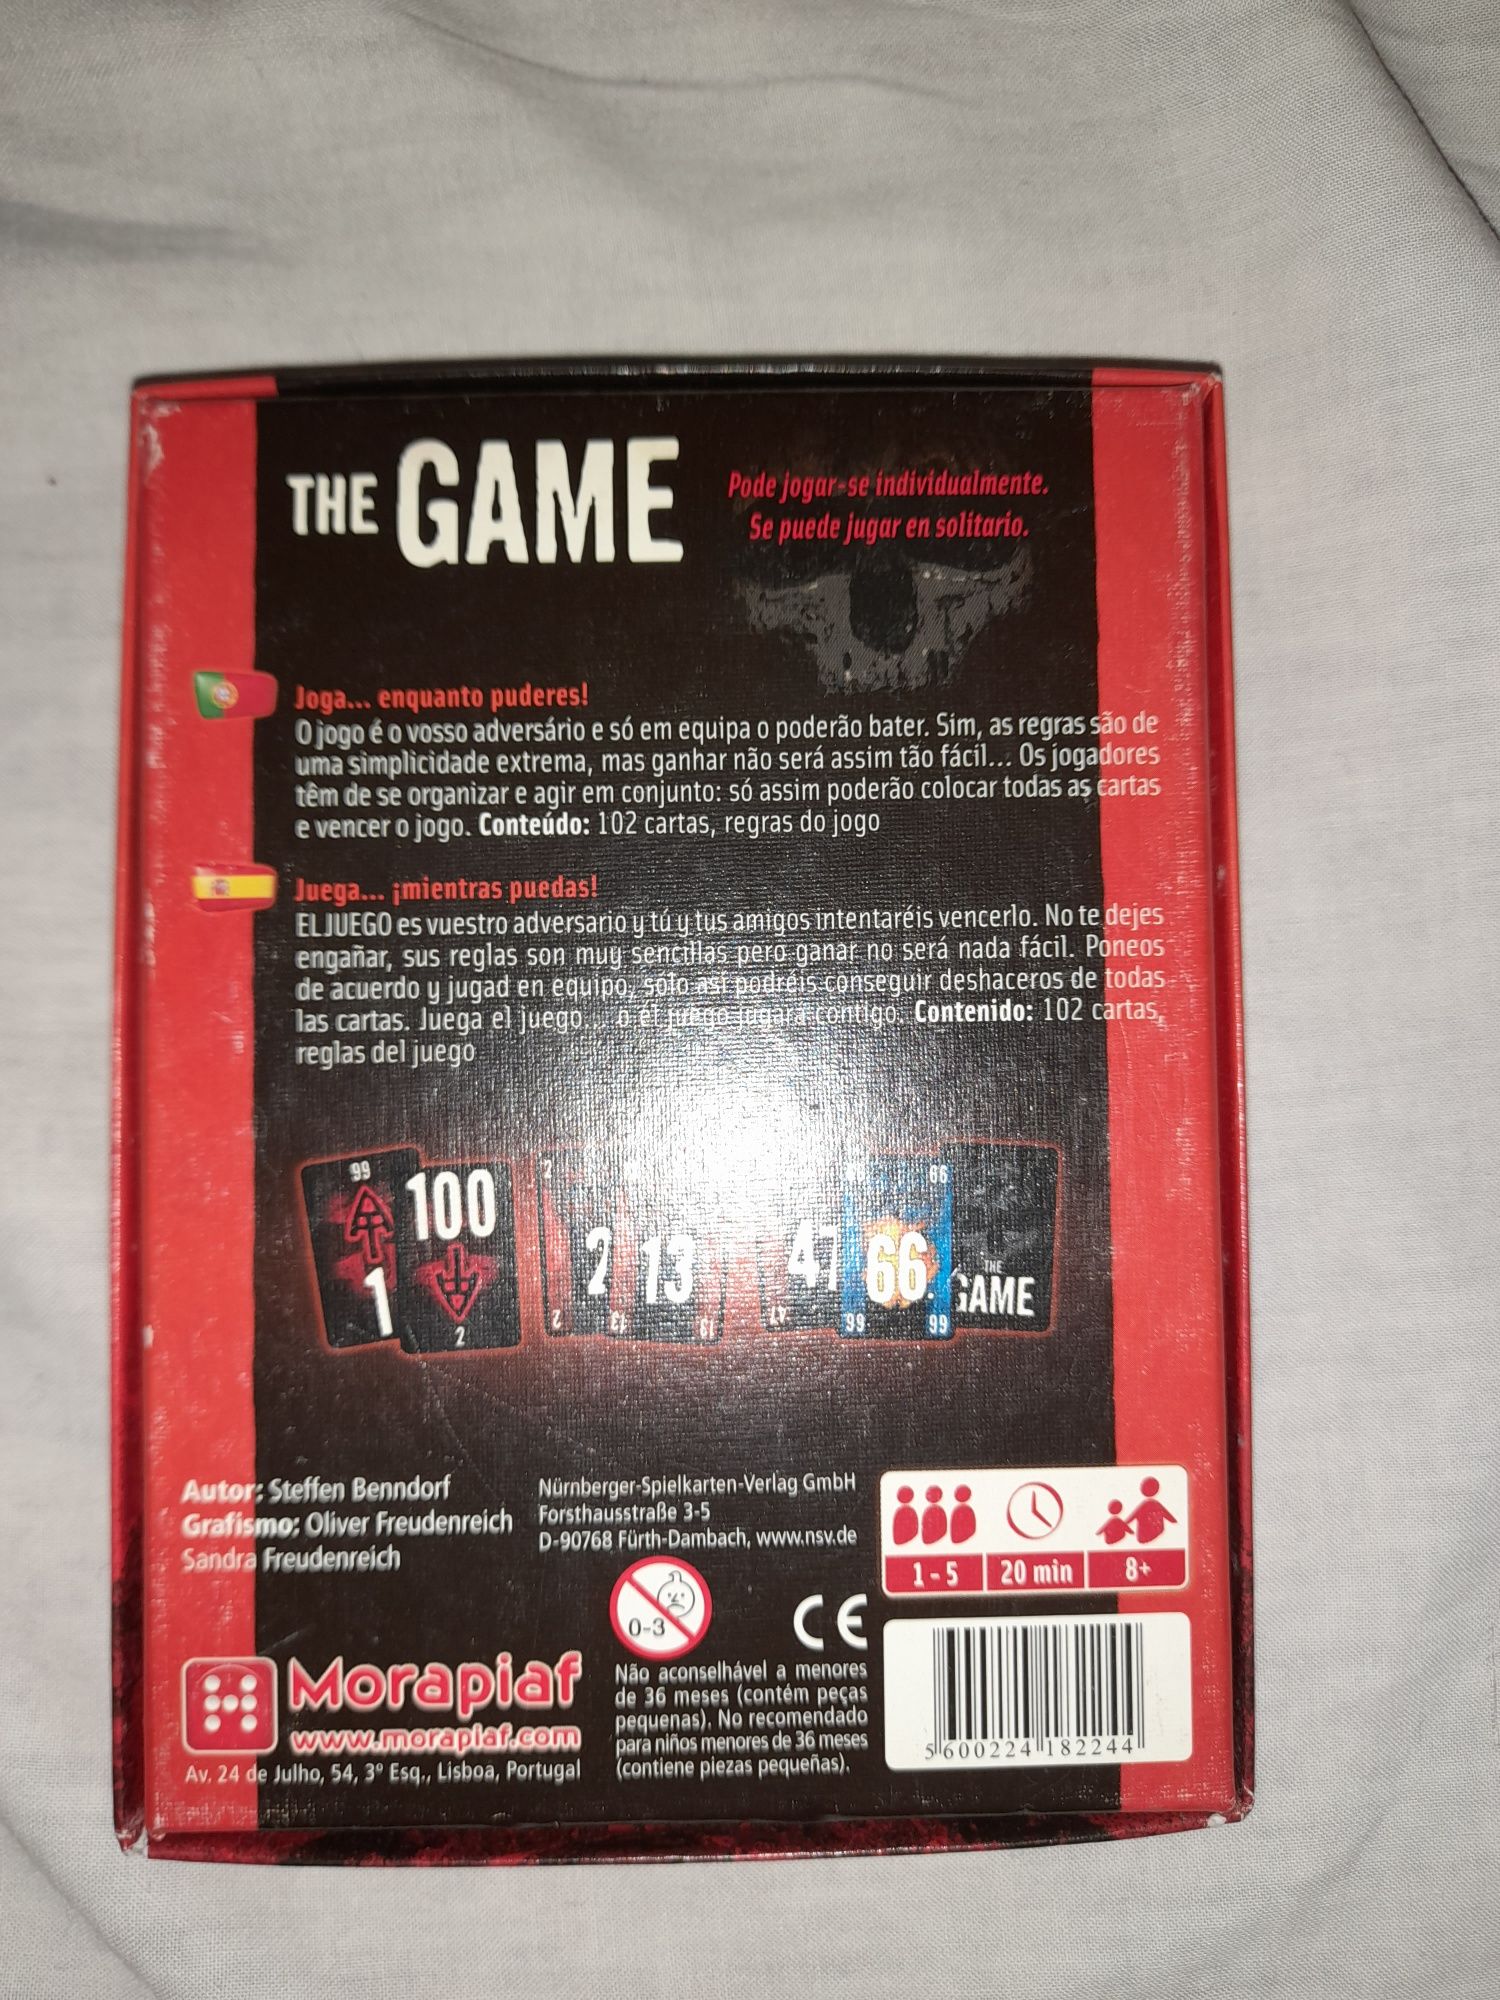 THE GAME
Pode jogar-se individualmente.
Se puede jugar en solitario.
Joga... enquanto puderes!
O jogo é o vosso adversário e só em equipa o poderão bater. Sim, as regras são de
uma simplicidade extrema, mas ganhar não será assim tão fácil... Os jogadores
têm de se organizar e agir em conjunto: só assim poderão colocar todas as cartas
e vencer o jogo. Conteúdo: 102 cartas, regras do jogo
Juega... ¡mientras puedas!
EL JUEGO es vuestro adversario y tú y tus amigos intentaréis vencerlo. No te dejes
engañar, sus reglas son muy sencillas pero ganar no será nada fácil. Poneos
de acuerdo y jugad en equipo, solo así podréis conseguir deshaceros de todas
las cartas. Juega el juego... o el juego jugará contigo. Contenido: 102 cartas,
reglas del juego
99
1
100
2
2
2
2
13
13
13
47
47
66
66
66
66
THE
GAME
Autor: Steffen Benndorf
Grafismo: Oliver Freudenreich
Sandra Freudenreich
Nürnberger-Spielkarten-Verlag GmbH
Forsthausstraße 3-5
D-90768 Fürth-Dambach, www.nsv.de
1 - 5
20 min
8+
0-3
CE
Morapiaf
www.morapiaf.com
Av. 24 de Julho, 54, 3º Esq., Lisboa, Portugal
Não aconselhável a menores
de 36 meses (contém peças
pequenas). No recomendado
para niños menores de 36 meses
(contiene piezas pequeñas).
5 600224 182244